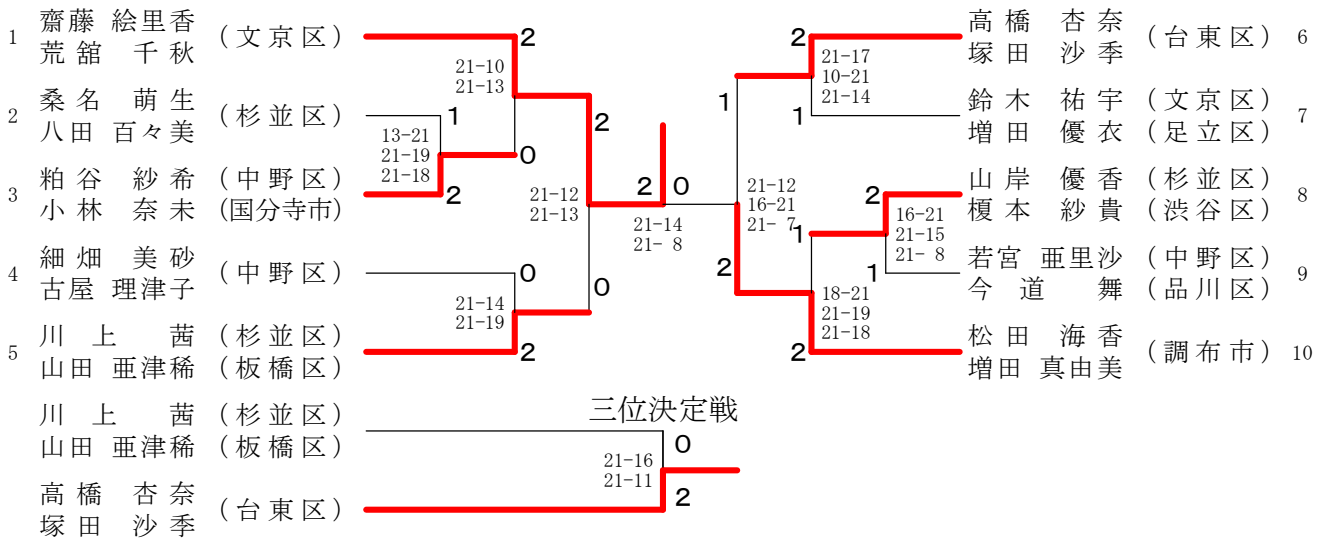 1 齋藤 絵里香 (文京区)
荒舘 千秋
2
21-10
21-13
2 桑名 萌生 (杉並区)
八田 百々美
1
13-21
21-19
21-18
0
3 粕谷 紗希 (中野区)
小林 奈未 (国分寺市)
2
2
21-12
21-13
4 細畑 美砂 (中野区)
古屋 理津子
0
21-14
21-19
0
5 川上 茜 (杉並区)
山田 亜津稀 (板橋区)
2
2 0
21-14
21- 8
高橋 杏奈 (台東区) 6
塚田 沙季
2
21-17
10-21
21-14
1
鈴木 祐宇 (文京区) 7
増田 優衣 (足立区)
1
21-12
16-21
21- 7
山岸 優香 (杉並区) 8
榎本 紗貴 (渋谷区)
2
16-21
21-15
21- 8
1
若宮 亜里沙 (中野区) 9
今道 舞 (品川区)
1
2
18-21
21-19
21-18
松田 海香 (調布市) 10
増田 真由美
2
三位決定戦
川上 茜 (杉並区)
山田 亜津稀 (板橋区)
0
21-16
21-11
高橋 杏奈 (台東区)
塚田 沙季
2